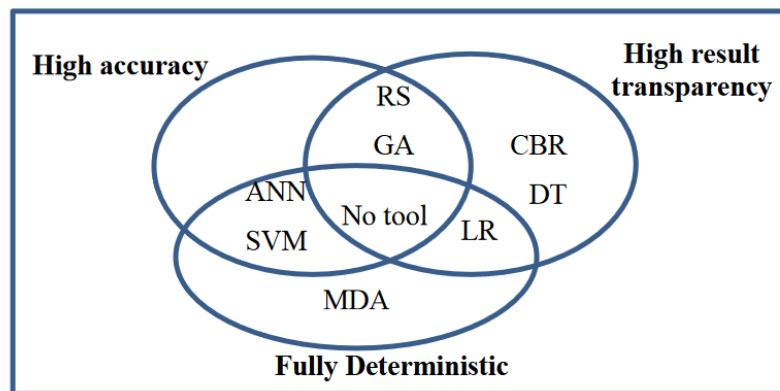 High accuracy
High result
transparency
RS
GA
CBR
DT
ANN
No tool
SVM
LR
MDA
Fully Deterministic